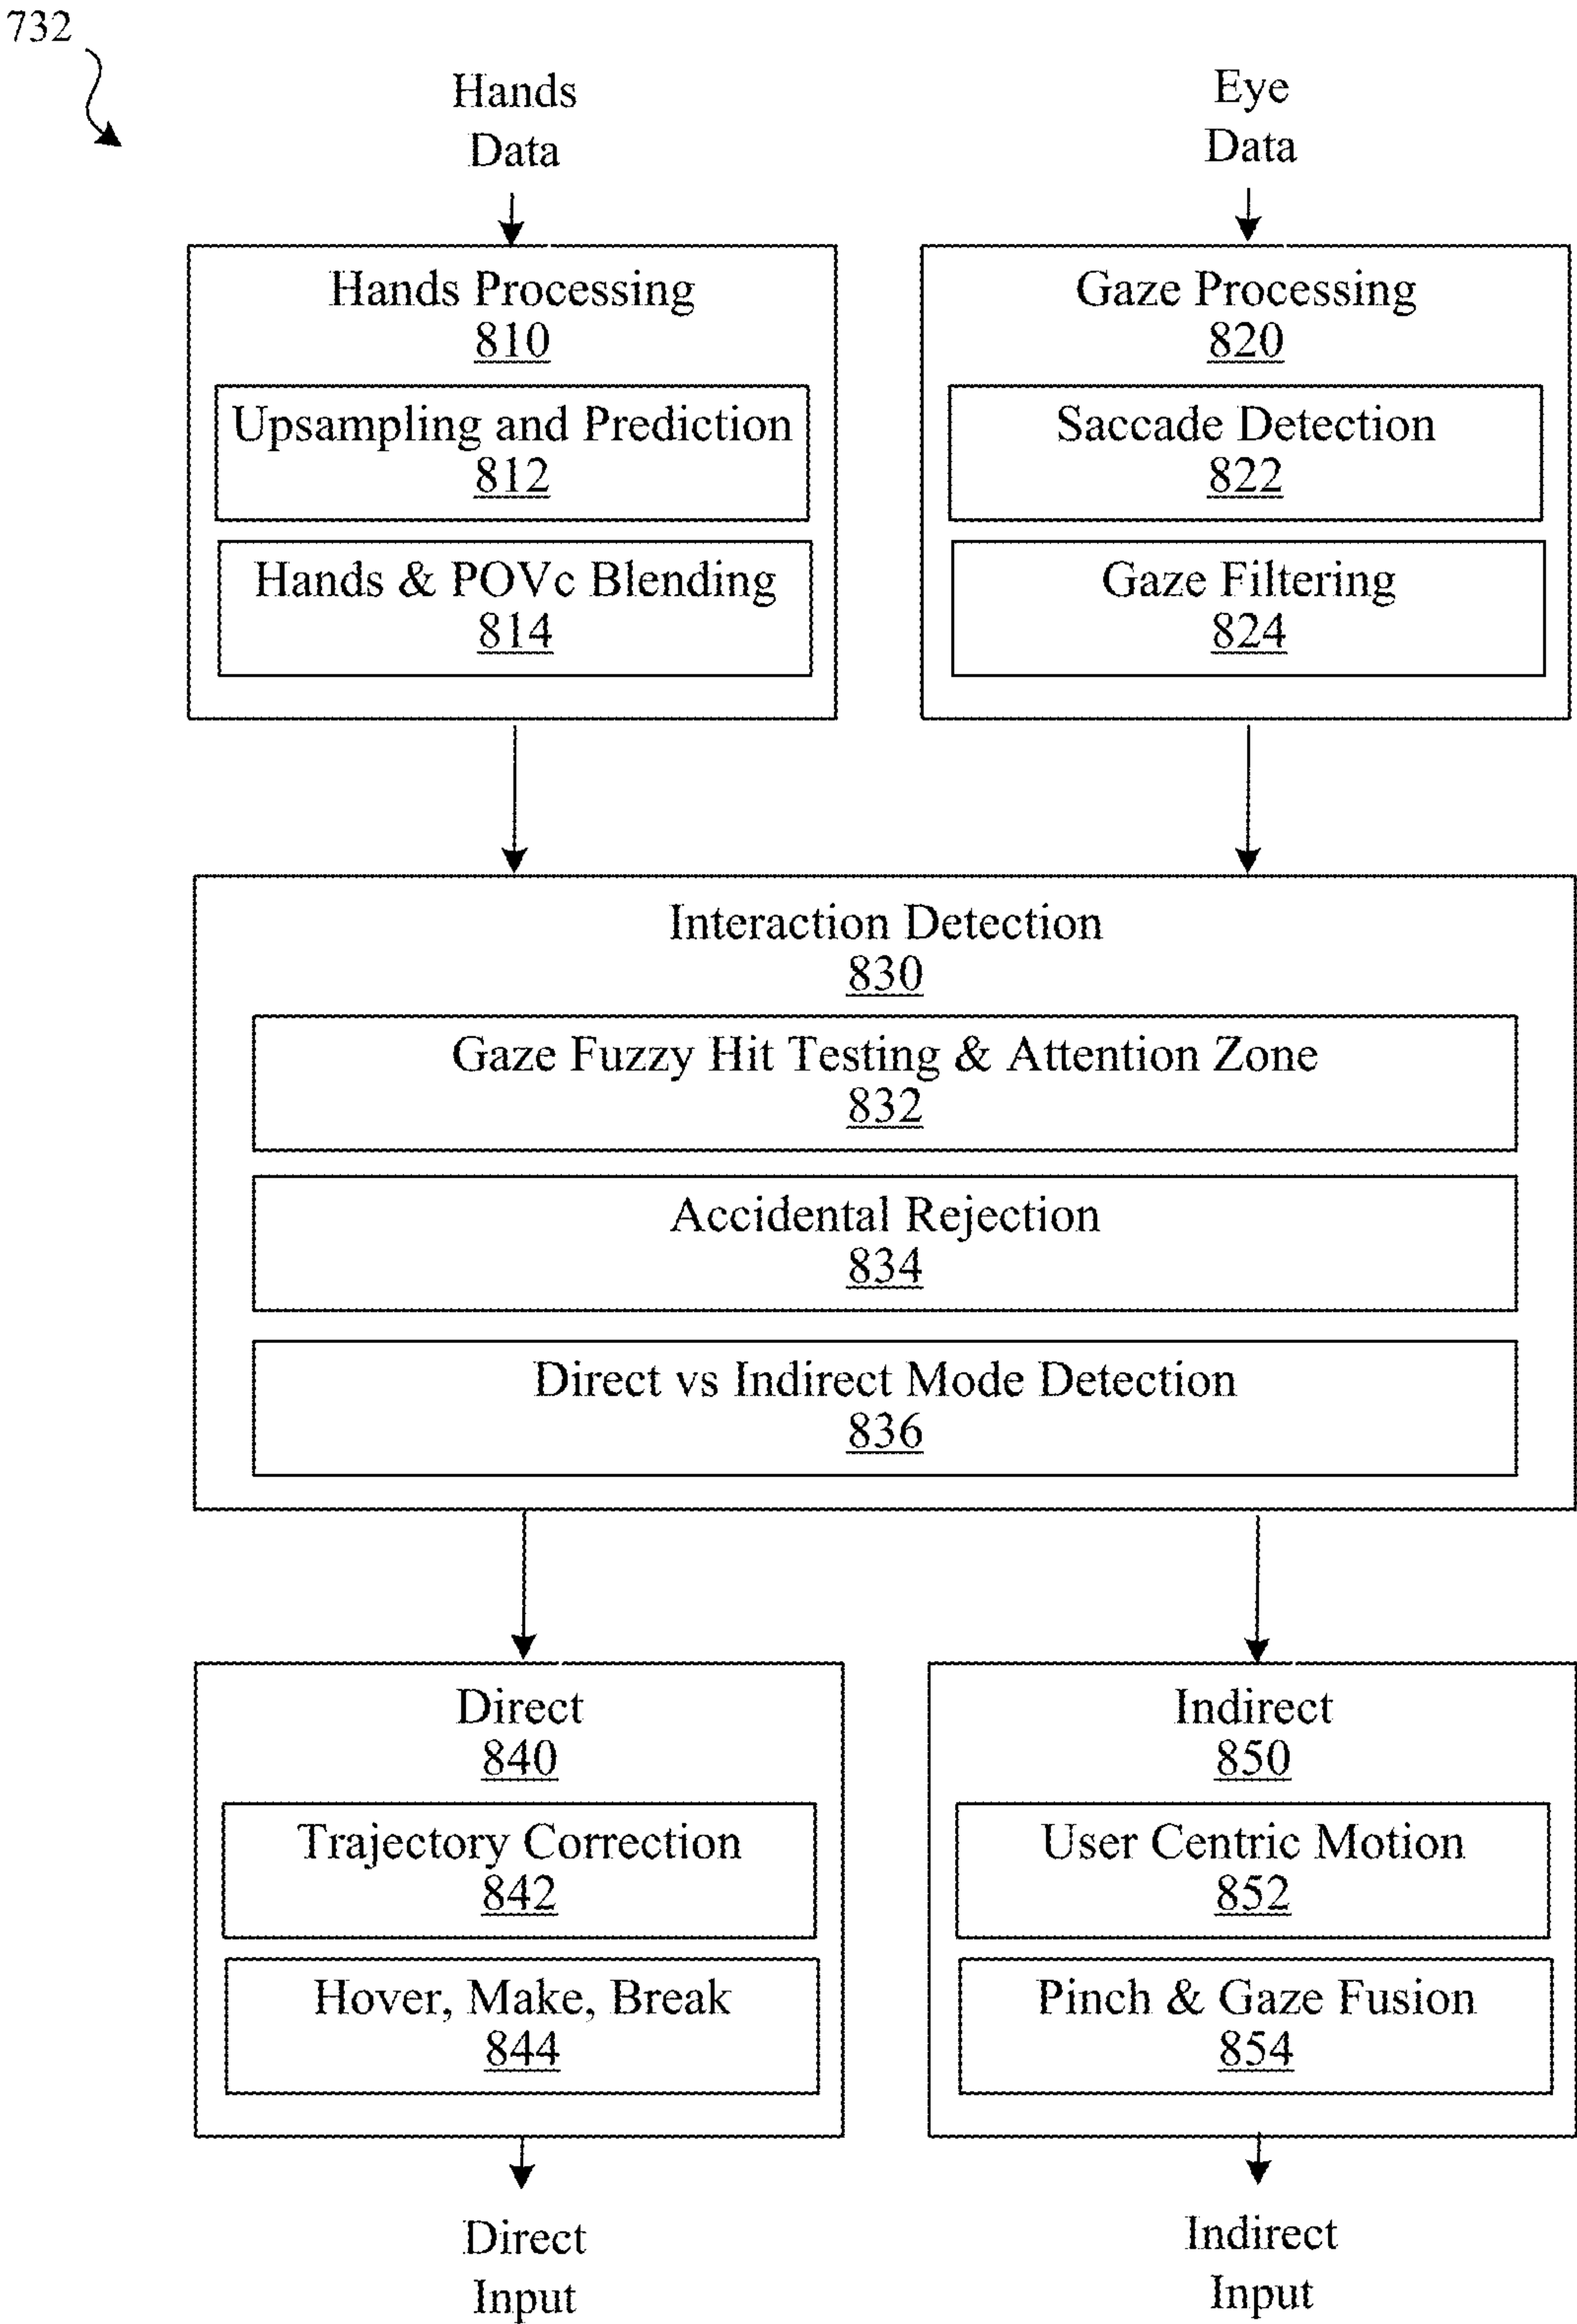 732
Hands
Data
Eye
Data
Hands Processing
810
Upsampling and Prediction
812
Hands & POVc Blending
814
Gaze Processing
820
Saccade Detection
822
Gaze Filtering
824
Interaction Detection
830
Gaze Fuzzy Hit Testing & Attention Zone
832
Accidental Rejection
834
Direct vs Indirect Mode Detection
836
Direct
840
Trajectory Correction
842
Hover, Make, Break
844
Indirect
850
User Centric Motion
852
Pinch & Gaze Fusion
854
Direct
Input
Indirect
Input